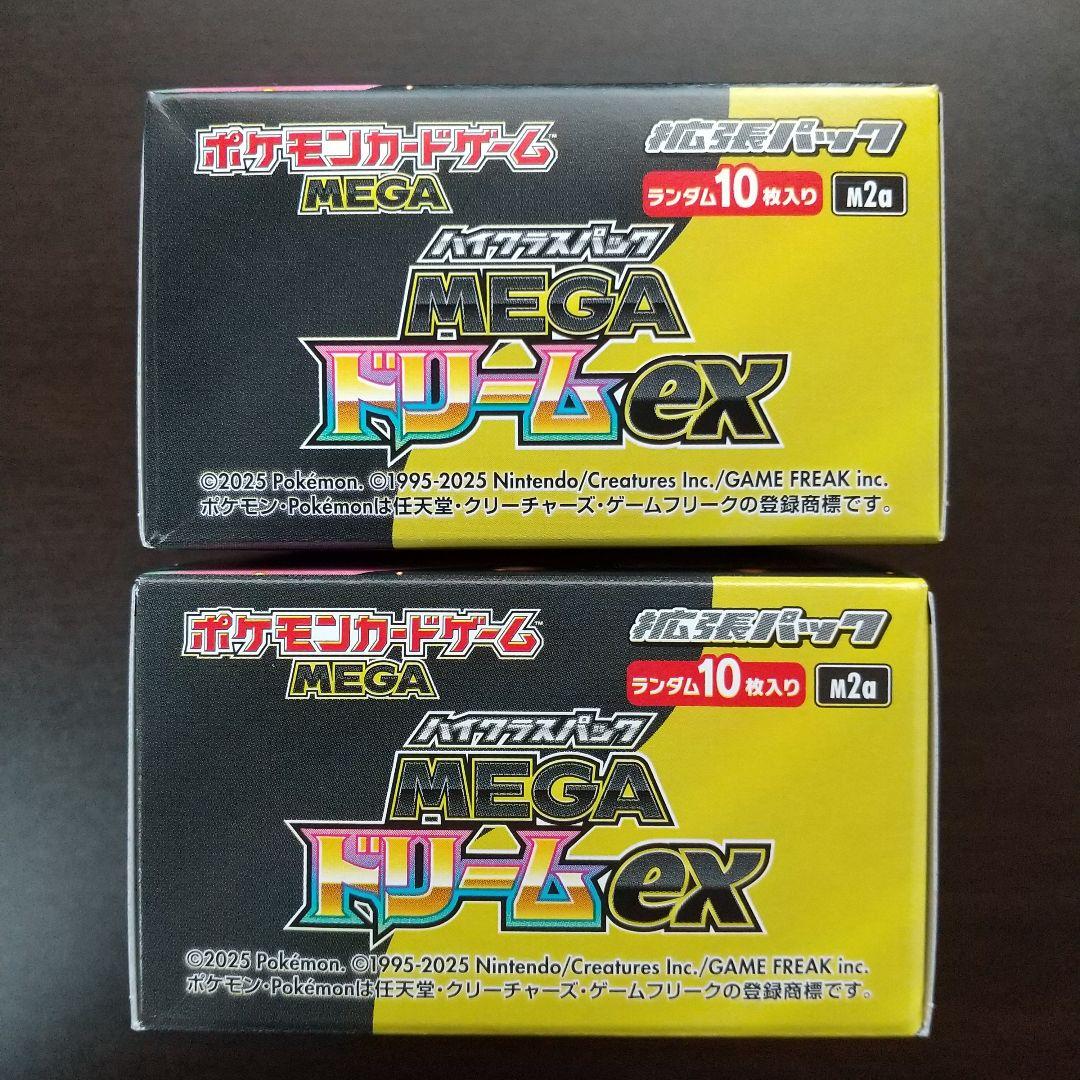 ポケモンカードゲーム™
MEGA
拡張パック
ランダム10枚入り M2a
ハイクラスパック
MEGA
ドリームex
©2025 Pokémon. ©1995-2025 Nintendo/Creatures Inc./GAME FREAK inc.
ポケモン・Pokémonは任天堂・クリーチャーズ・ゲームフリークの登録商標です。
ポケモンカードゲーム™
MEGA
拡張パック
ランダム10枚入り M2a
ハイクラスパック
MEGA
ドリームex
©2025 Pokémon. ©1995-2025 Nintendo/Creatures Inc./GAME FREAK inc.
ポケモン・Pokémonは任天堂・クリーチャーズ・ゲームフリークの登録商標です。